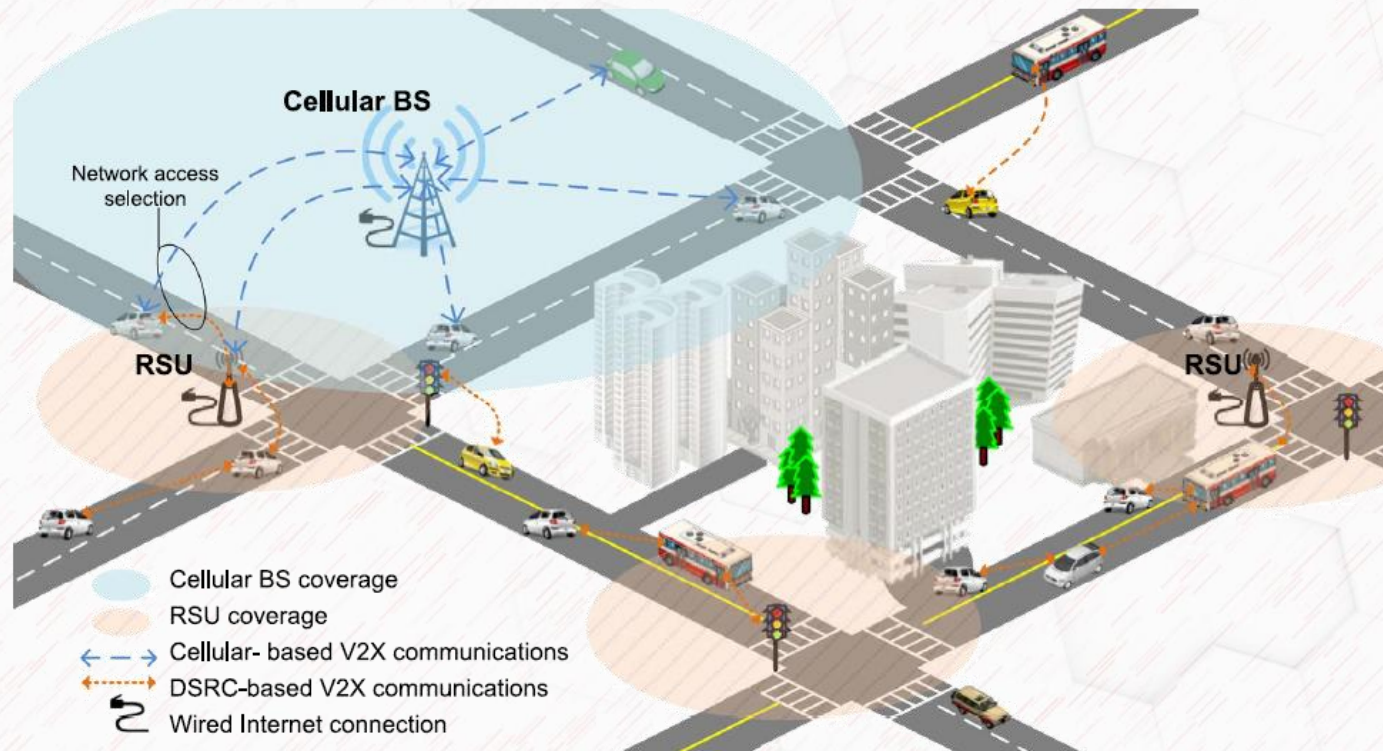 Cellular BS
Network access
selection
RSU
RSU
Cellular BS coverage
RSU coverage
Cellular- based V2X communications
DSRC-based V2X communications
Wired Internet connection